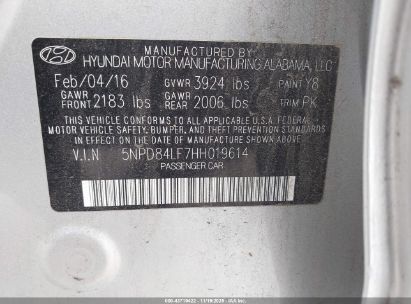 MANUFACTURED BY
HYUNDAI MOTOR MANUFACTURING ALABAMA, LLC
Feb/04/16 GVWR 3924 lbs PAINT Y8
GAWR FRONT 2183 lbs GAWR REAR 2006 lbs TRIM PK
THIS VEHICLE CONFORMS TO ALL APPLICABLE U.S.A. FEDERAL
MOTOR VEHICLE SAFETY, BUMPER, AND THEFT PREVENTION STANDARDS
IN EFFECT ON THE DATE OF MANUFACTURE SHOWN ABOVE.
V.I.N 5NPD84LF7HH019614
PASSENGER CAR